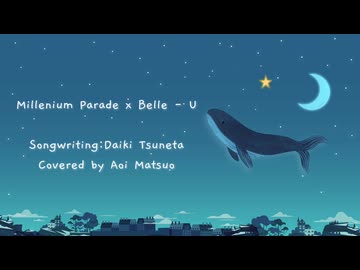 Millenium Parade x Belle - U
Songwriting:Daiki Tsuneta
Covered by Aoi Matsuo